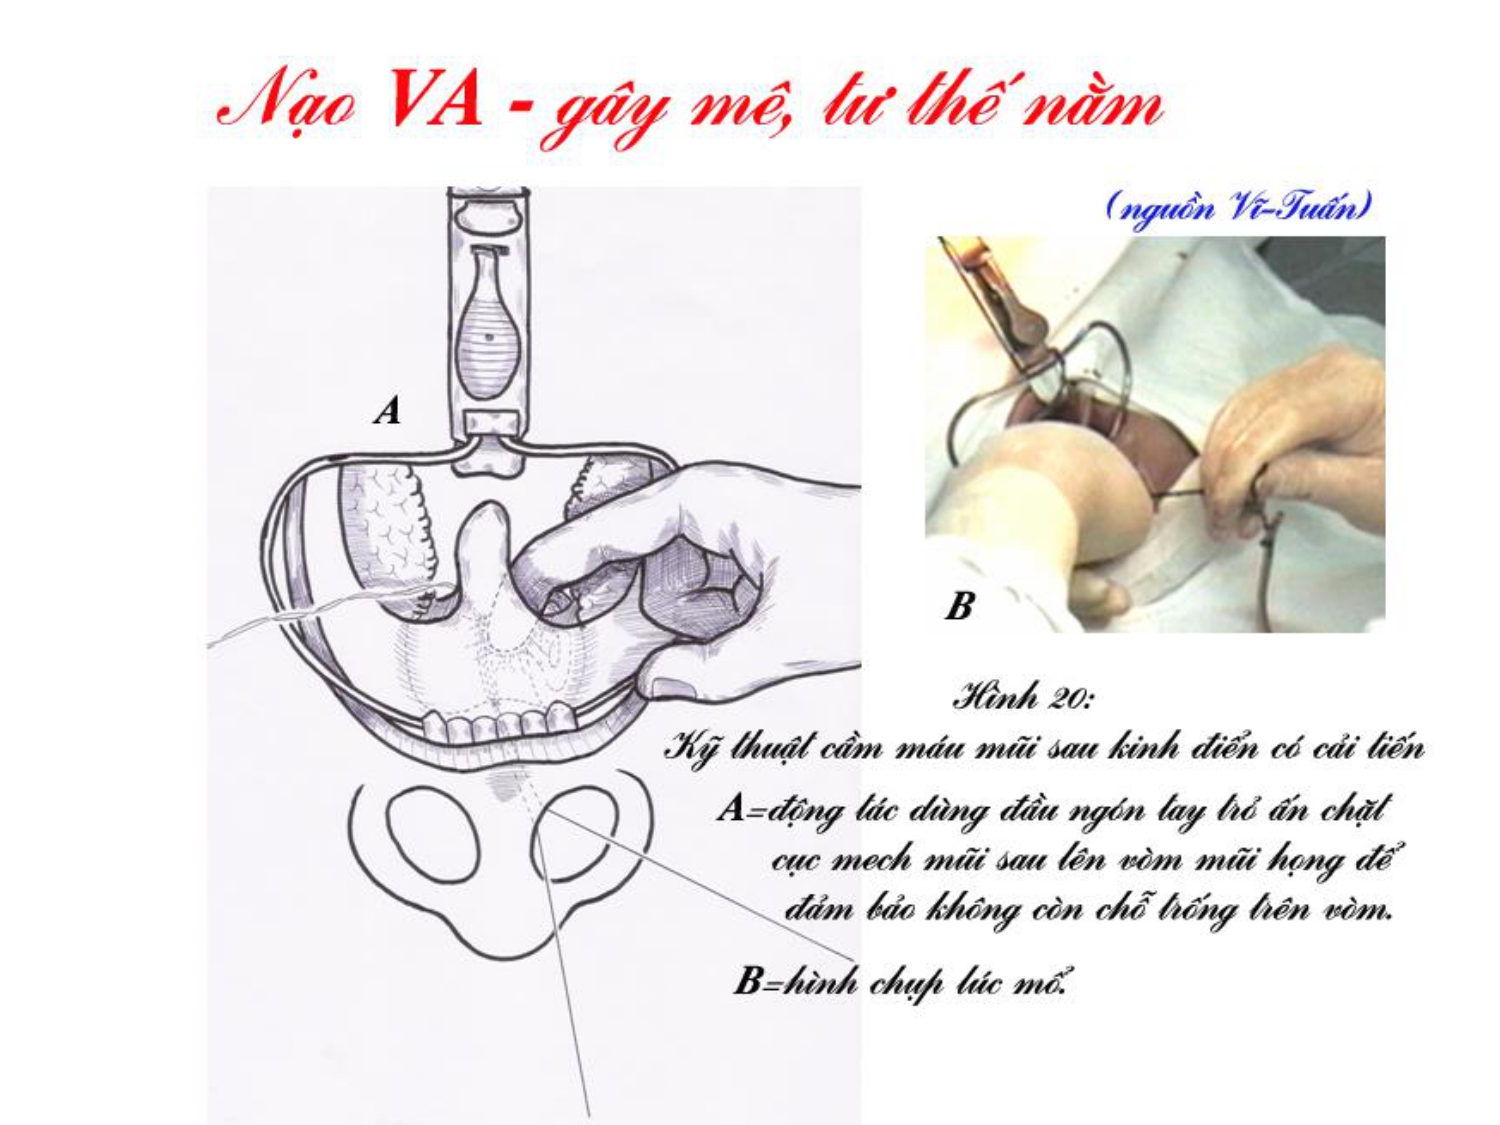 Nạo VA - gây mê, tư thế nằm
(nguồn Vĩ-Tuấn)
A
B
Hình 20:
Kỹ thuật cầm máu mũi sau kinh điển có cải tiến
A=động tác dùng đầu ngón tay trỏ ấn chặt
cục mech mũi sau lên vòm mũi họng để
đảm bảo không còn chỗ trống trên vòm.
B=hình chụp lúc mổ.